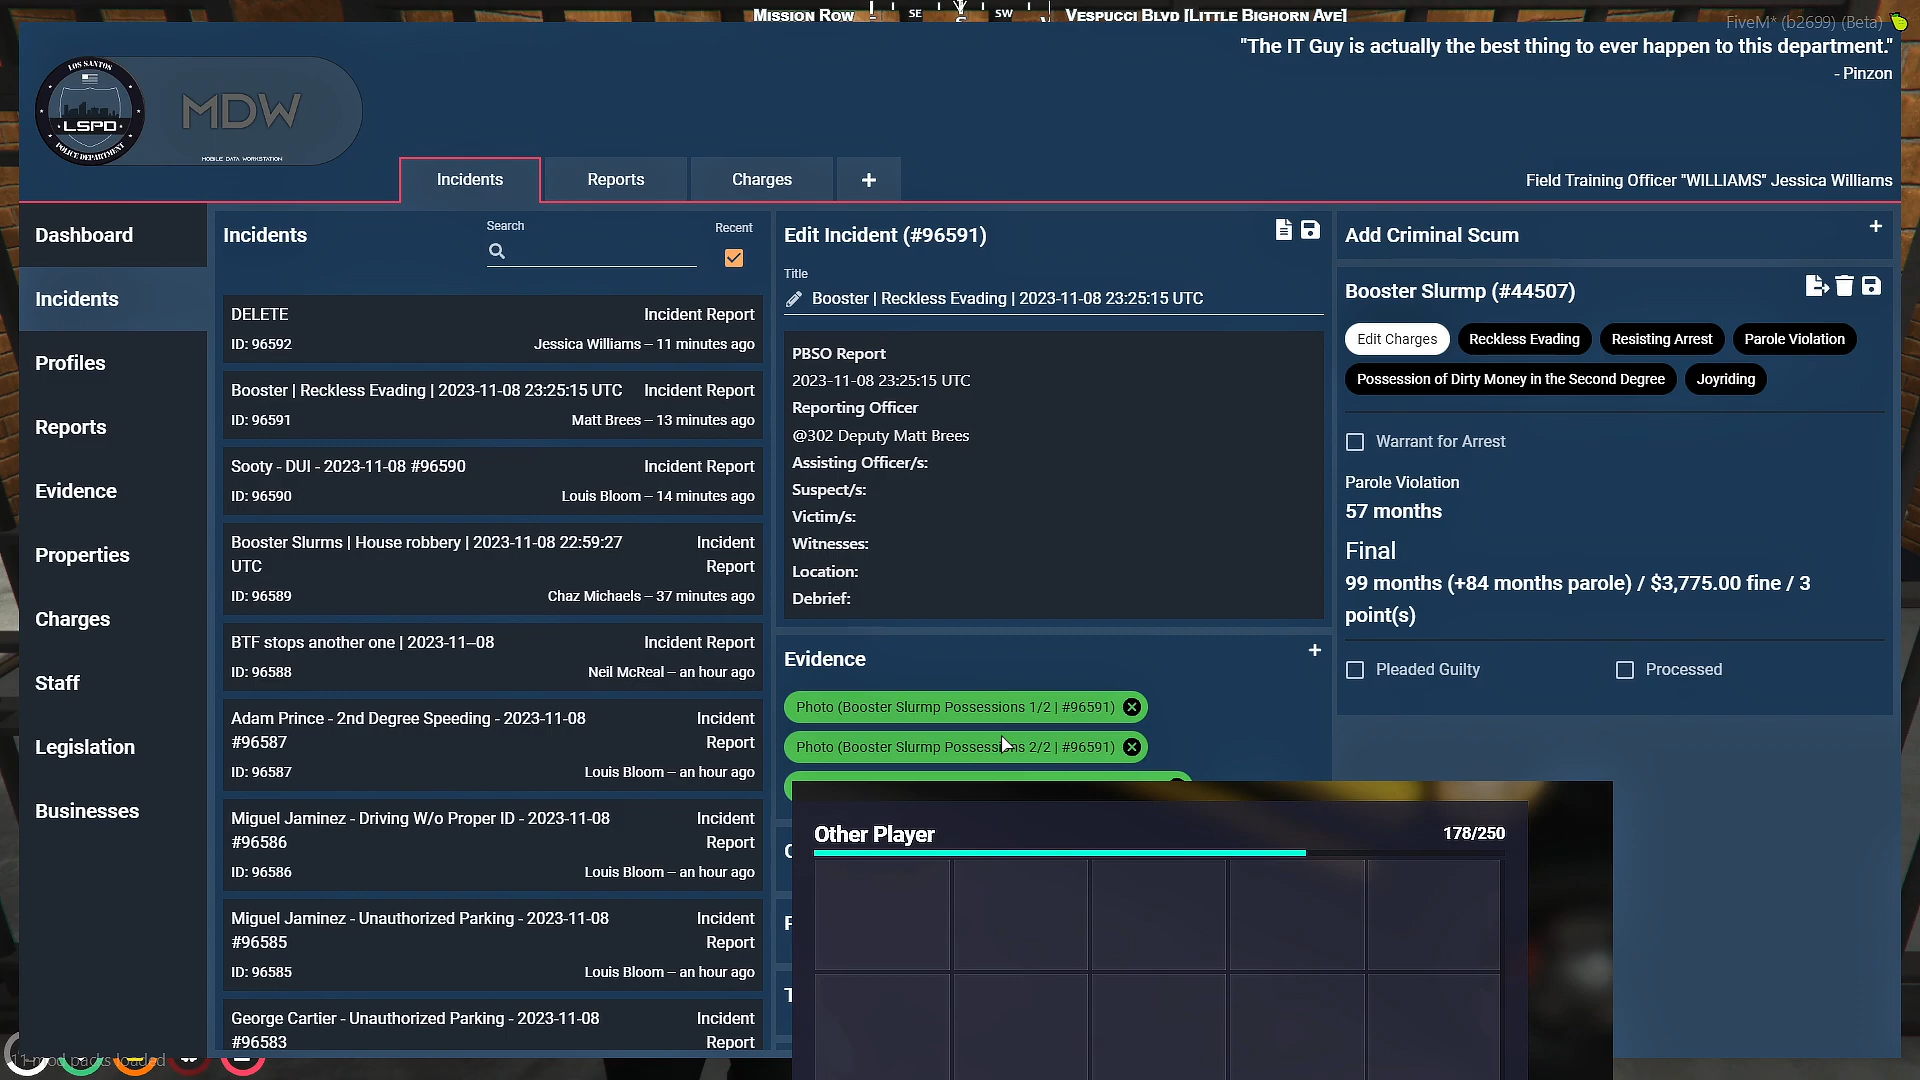 Mission Row
SE
SW
Vespucci Blvd [Little Bighorn Ave]
FiveM* (b2699) (Beta)
"The IT Guy is actually the best thing to ever happen to this department."
- Pinzon
LOS SANTOS
LSPD
POLICE DEPARTMENT
MDW
MOBILE DATA WORKSTATION
Incidents
Reports
Charges
+
Field Training Officer "WILLIAMS" Jessica Williams
Dashboard
Incidents
Profiles
Reports
Evidence
Properties
Charges
Staff
Legislation
Businesses
Incidents
Search
Recent
DELETE
Incident Report
ID: 96592
Jessica Williams – 11 minutes ago
Booster | Reckless Evading | 2023-11-08 23:25:15 UTC
Incident Report
ID: 96591
Matt Brees – 13 minutes ago
Sooty - DUI - 2023-11-08 #96590
Incident Report
ID: 96590
Louis Bloom – 14 minutes ago
Booster Slurms | House robbery | 2023-11-08 22:59:27
UTC
Incident
Report
ID: 96589
Chaz Michaels – 37 minutes ago
BTF stops another one | 2023-11--08
Incident Report
ID: 96588
Neil McReal – an hour ago
Adam Prince - 2nd Degree Speeding - 2023-11-08
#96587
Incident
Report
ID: 96587
Louis Bloom – an hour ago
Miguel Jaminez - Driving W/o Proper ID - 2023-11-08
#96586
Incident
Report
ID: 96586
Louis Bloom – an hour ago
Miguel Jaminez - Unauthorized Parking - 2023-11-08
#96585
Incident
Report
ID: 96585
Louis Bloom – an hour ago
George Cartier - Unauthorized Parking - 2023-11-08
#96583
Incident
Report
Edit Incident (#96591)
Title
Booster | Reckless Evading | 2023-11-08 23:25:15 UTC
PBSO Report
2023-11-08 23:25:15 UTC
Reporting Officer
@302 Deputy Matt Brees
Assisting Officer/s:
Suspect/s:
Victim/s:
Witnesses:
Location:
Debrief:
Evidence
+
Photo (Booster Slurmp Possessions 1/2 | #96591)
Photo (Booster Slurmp Possessions 2/2 | #96591)
Add Criminal Scum
+
Booster Slurmp (#44507)
Edit Charges
Reckless Evading
Resisting Arrest
Parole Violation
Possession of Dirty Money in the Second Degree
Joyriding
Warrant for Arrest
Parole Violation
57 months
Final
99 months (+84 months parole) / $3,775.00 fine / 3
point(s)
Pleaded Guilty
Processed
Other Player
178/250
11 mod packs loaded